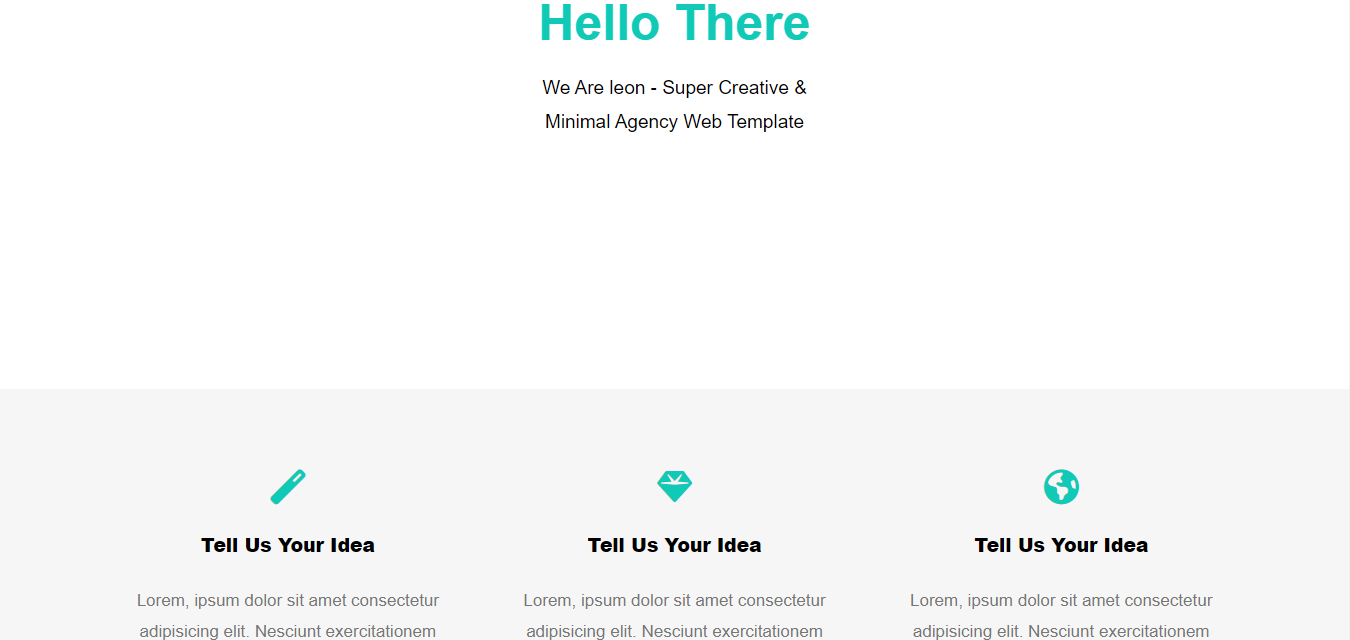 Hello There
We Are leon - Super Creative &
Minimal Agency Web Template
Tell Us Your Idea
Lorem, ipsum dolor sit amet consectetur
adipisicing elit. Nesciunt exercitationem
Tell Us Your Idea
Lorem, ipsum dolor sit amet consectetur
adipisicing elit. Nesciunt exercitationem
Tell Us Your Idea
Lorem, ipsum dolor sit amet consectetur
adipisicing elit. Nesciunt exercitationem